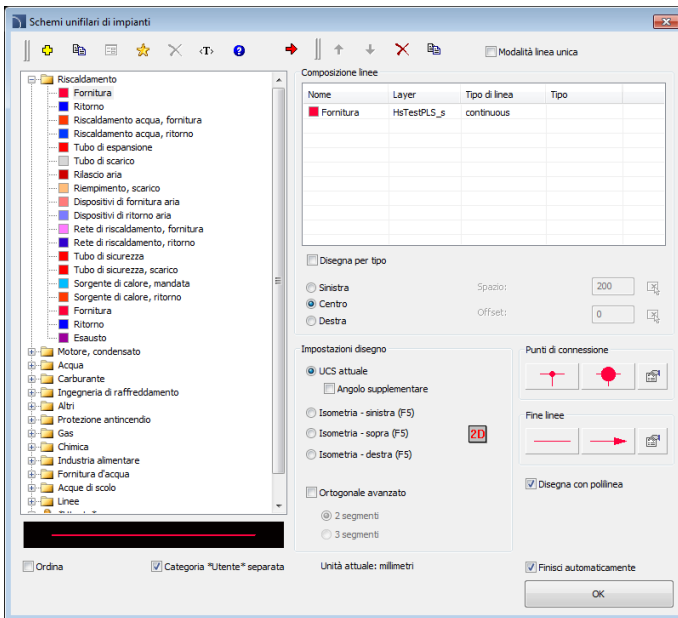 Schemi unifilari di impianti
‹T›
?
Modalità linea unica
Riscaldamento
Fornitura
Ritorno
Riscaldamento acqua, fornitura
Riscaldamento acqua, ritorno
Tubo di espansione
Tubo di scarico
Rilascio aria
Riempimento, scarico
Dispositivi di fornitura aria
Dispositivi di ritorno aria
Rete di riscaldamento, fornitura
Rete di riscaldamento, ritorno
Tubo di sicurezza
Tubo di sicurezza, scarico
Sorgente di calore, mandata
Sorgente di calore, ritorno
Fornitura
Ritorno
Esausto
Motore, condensato
Acqua
Carburante
Ingegneria di raffreddamento
Altri
Protezione antincendio
Gas
Chimica
Industria alimentare
Fornitura d'acqua
Acque di scolo
Linee
Ordina
Categoria *Utente* separata
Composizione linee
Nome Layer Tipo di linea Tipo
Fornitura HsTestPLS_s continuous
Disegna per tipo
Sinistra
Centro
Destra
Spazio: 200
Offset: 0
Impostazioni disegno
UCS attuale
Angolo supplementare
Isometria - sinistra (F5)
Isometria - sopra (F5)
Isometria - destra (F5)
2D
Ortogonale avanzato
2 segmenti
3 segmenti
Unità attuale: millimetri
Punti di connessione
Fine linee
Disegna con polilinea
Finisci automaticamente
OK